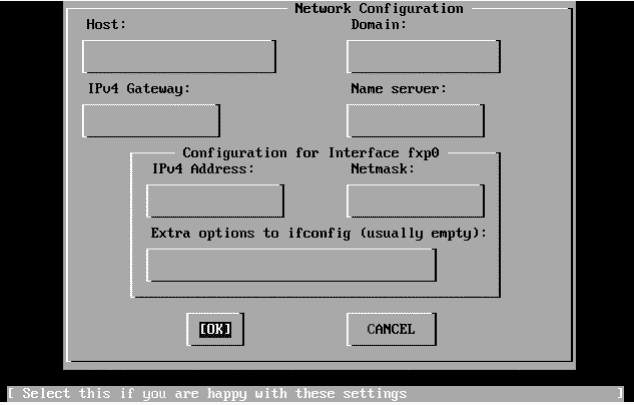 Network Configuration
Host: Domain:
IPv4 Gateway: Name server:
Configuration for Interface fxp0
IPv4 Address: Netmask:
Extra options to ifconfig (usually empty):
[OK] CANCEL
[ Select this if you are happy with these settings ]